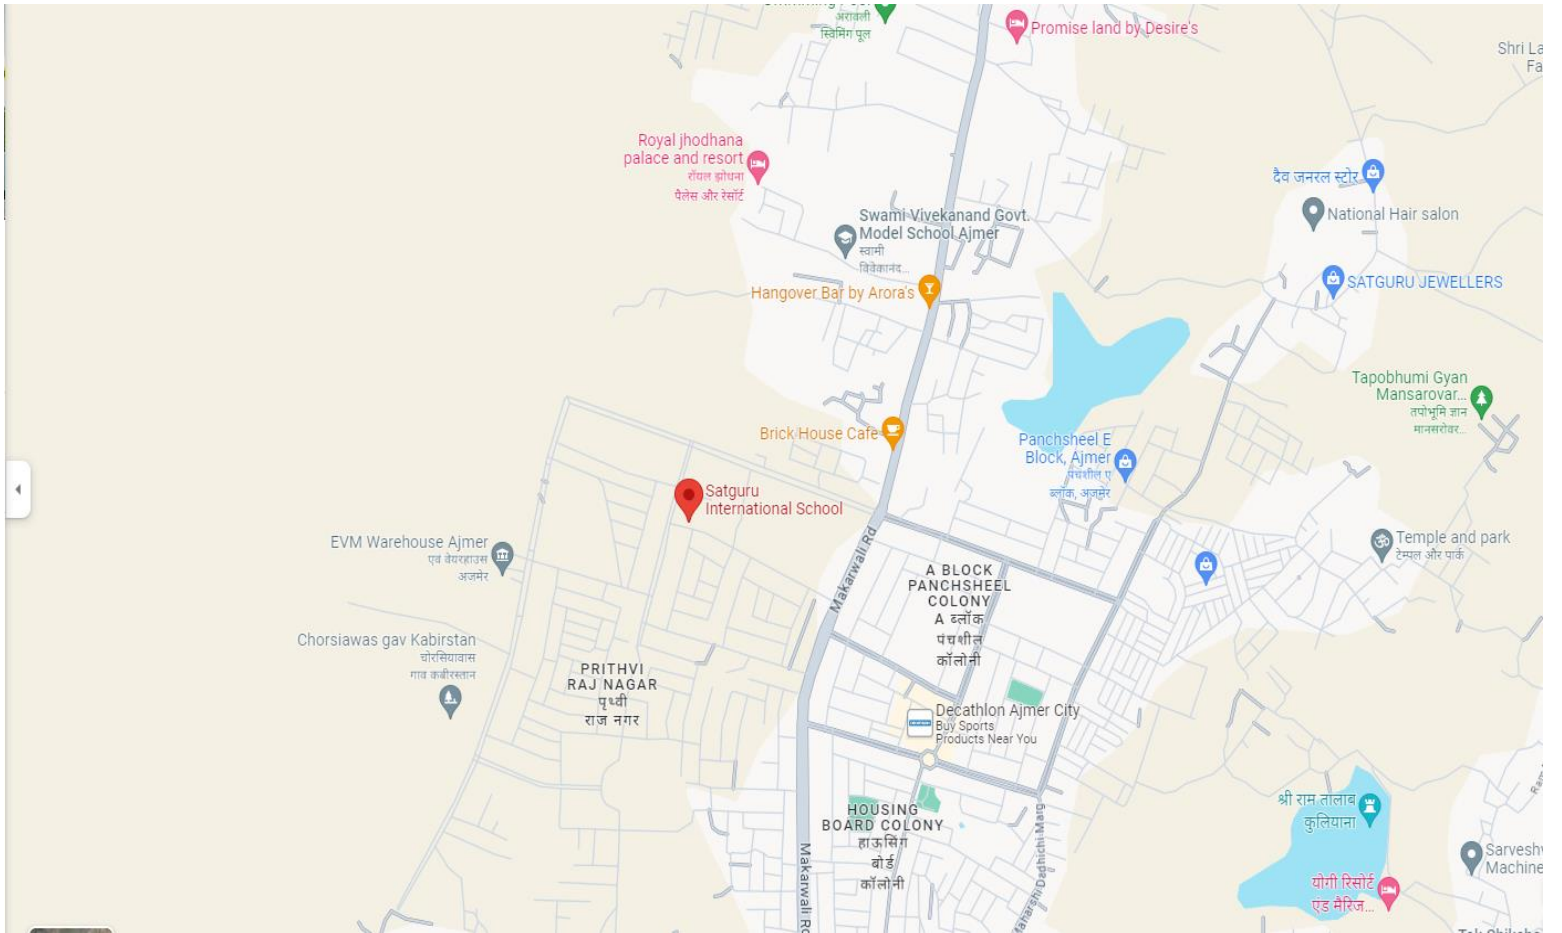 अरावली
स्विमिंग पूल
Promise land by Desire's
Shri La
Fa
Royal jhodhana
palace and resort
रॉयल झोधना
पैलेस और रेसॉर्ट
दैव जनरल स्टोर
National Hair salon
Swami Vivekanand Govt.
Model School Ajmer
स्वामी
विवेकानंद...
Hangover Bar by Arora's
SATGURU JEWELLERS
Tapobhumi Gyan
Mansarovar...
तपोभूमि ज्ञान
मानसरोवर...
Brick House Cafe
Panchsheel E
Block, Ajmer
पंचशील ए
ब्लॉक, अजमेर
Satguru
International School
EVM Warehouse Ajmer
एव वेयरहाउस
अजमेर
Makarwali Rd
A BLOCK
PANCHSHEEL
COLONY
A ब्लॉक
पंचशील
कॉलोनी
Temple and park
टेम्पल और पार्क
Chorsiawas gav Kabirstan
चोरसियावास
गाव कबीरस्तान
PRITHVI
RAJ NAGAR
पृथ्वी
राज नगर
Decathlon Ajmer City
Buy Sports
Products Near You
HOUSING
BOARD COLONY
हाऊसिंग
बोर्ड
कॉलोनी
Makarwali Rd
Maharshi Dadhichi Marg
श्री राम तालाब
कुलियाना
Sarveshw
Machine
योगी रिसोर्ट
एंड मैरिज...